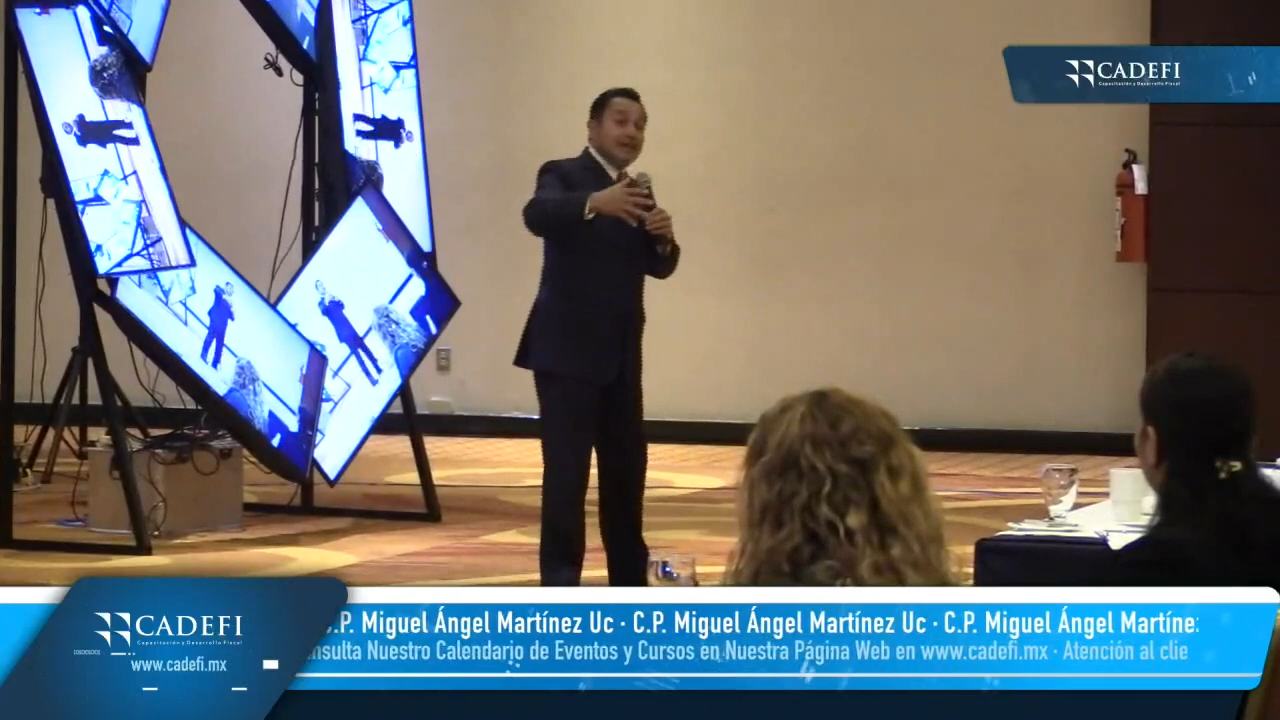 CADEFI
Capacitación y Desarrollo Fiscal
C.P. Miguel Ángel Martínez Uc · C.P. Miguel Ángel Martínez Uc · C.P. Miguel Ángel Martínez
CADEFI
Capacitación y Desarrollo Fiscal
www.cadefi.mx
nsulta Nuestro Calendario de Eventos y Cursos en Nuestra Página Web en www.cadefi.mx · Atención al clie